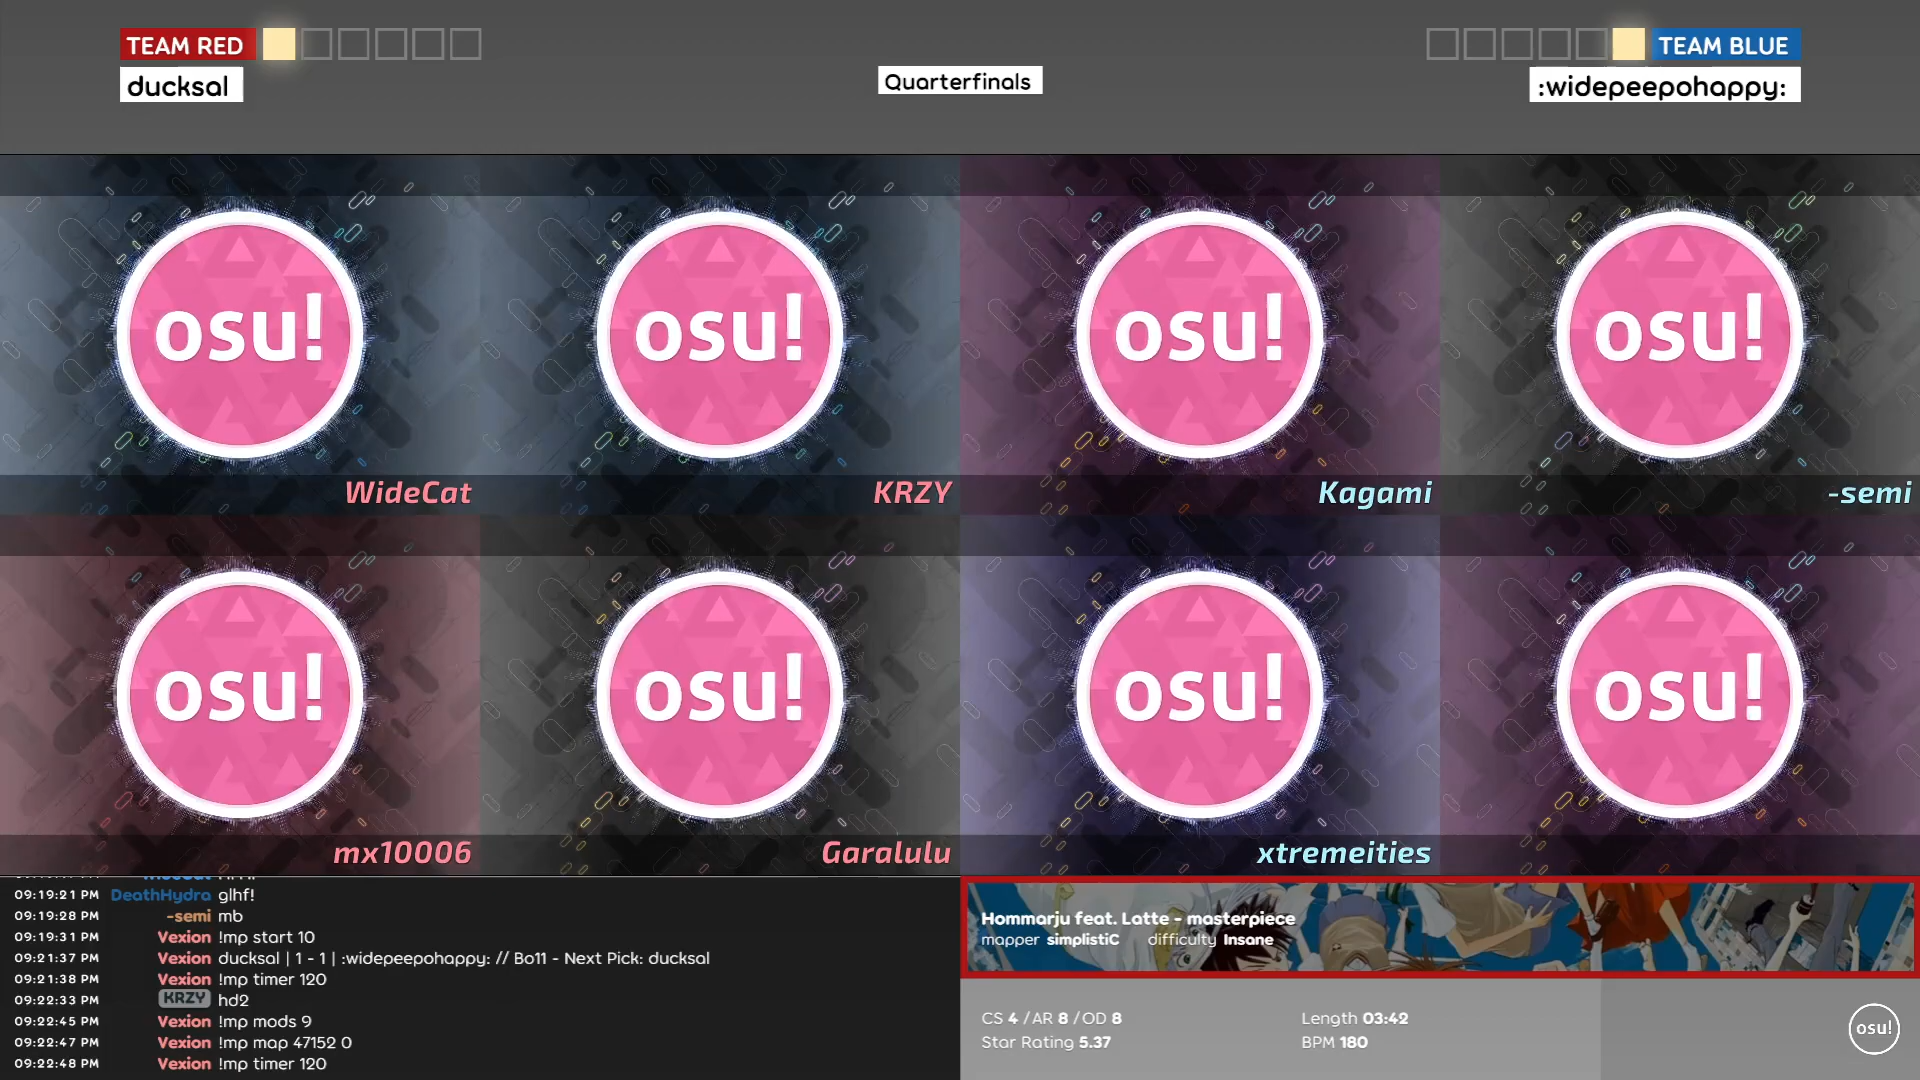 TEAM RED
ducksal
Quarterfinals
TEAM BLUE
:widepeepohappy:
osu!
osu!
osu!
osu!
WideCat
KRZY
Kagami
-semi
osu!
osu!
osu!
osu!
mx10006
Garalulu
xtremeities
09:19:21 PM DeathHydra glhf!
09:19:28 PM -semi mb
09:19:31 PM Vexion !mp start 10
09:21:37 PM Vexion ducksal | 1 - 1 | :widepeepohappy: // Bo11 - Next Pick: ducksal
09:21:38 PM Vexion !mp timer 120
09:22:33 PM KRZY hd2
09:22:45 PM Vexion !mp mods 9
09:22:47 PM Vexion !mp map 47152 0
09:22:48 PM Vexion !mp timer 120
Hommarju feat. Latte - masterpiece
mapper simplistiC difficulty Insane
CS 4 / AR 8 / OD 8
Star Rating 5.37
Length 03:42
BPM 180
osu!